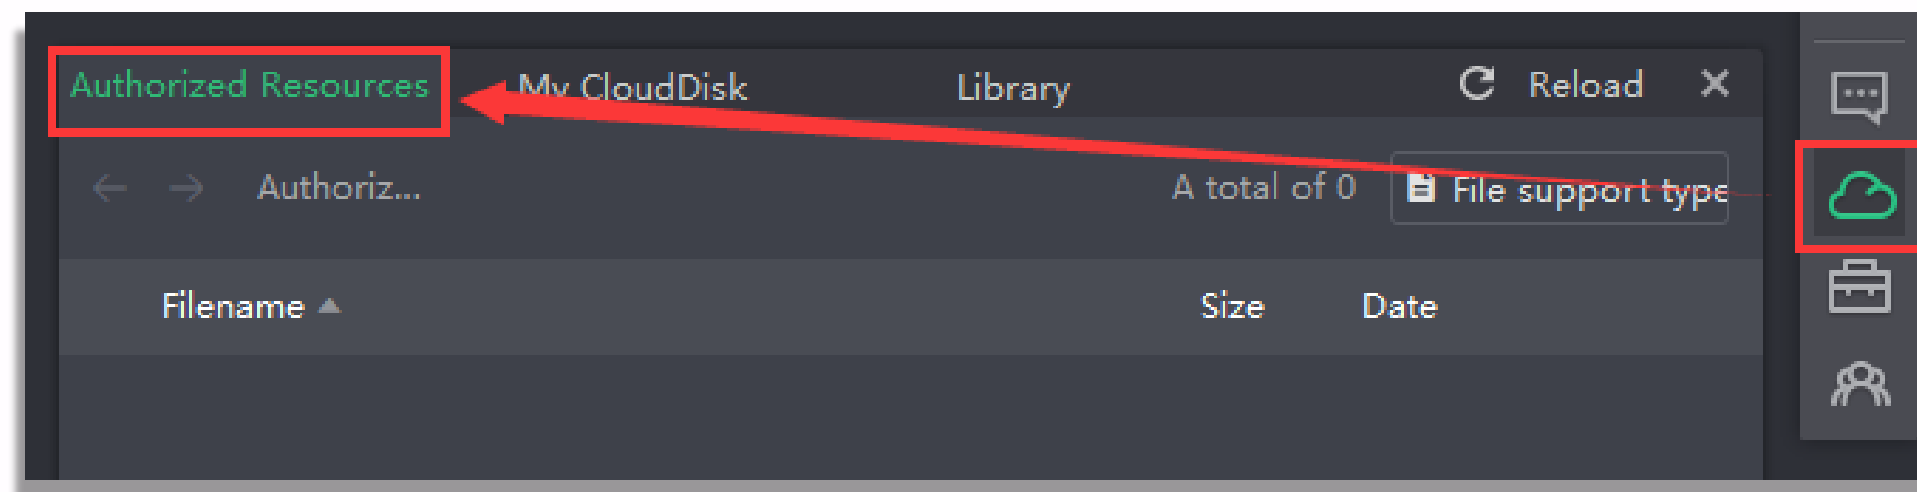 Authorized Resources My CloudDisk Library Reload
Authoriz... A total of 0 File support type
Filename Size Date